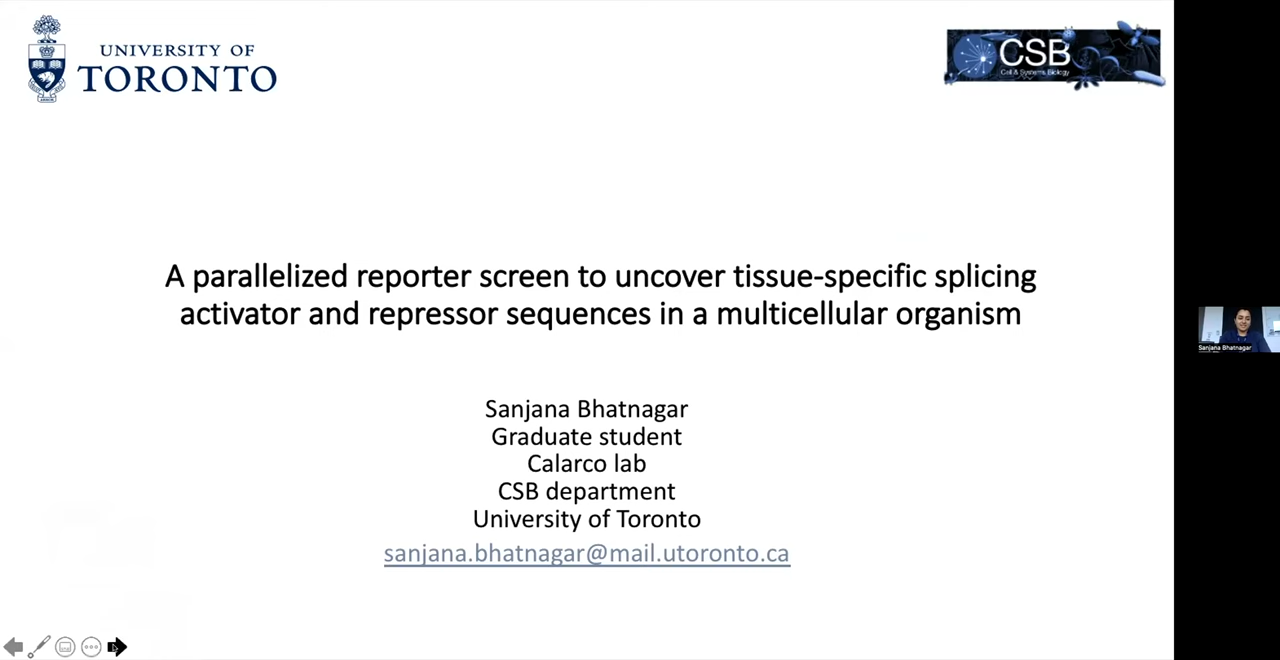 UNIVERSITY OF
TORONTO
CSB
Cell & Systems Biology
A parallelized reporter screen to uncover tissue-specific splicing
activator and repressor sequences in a multicellular organism
Sanjana Bhatnagar
Graduate student
Calarco lab
CSB department
University of Toronto
sanjana.bhatnagar@mail.utoronto.ca
Sanjana Bhatnagar